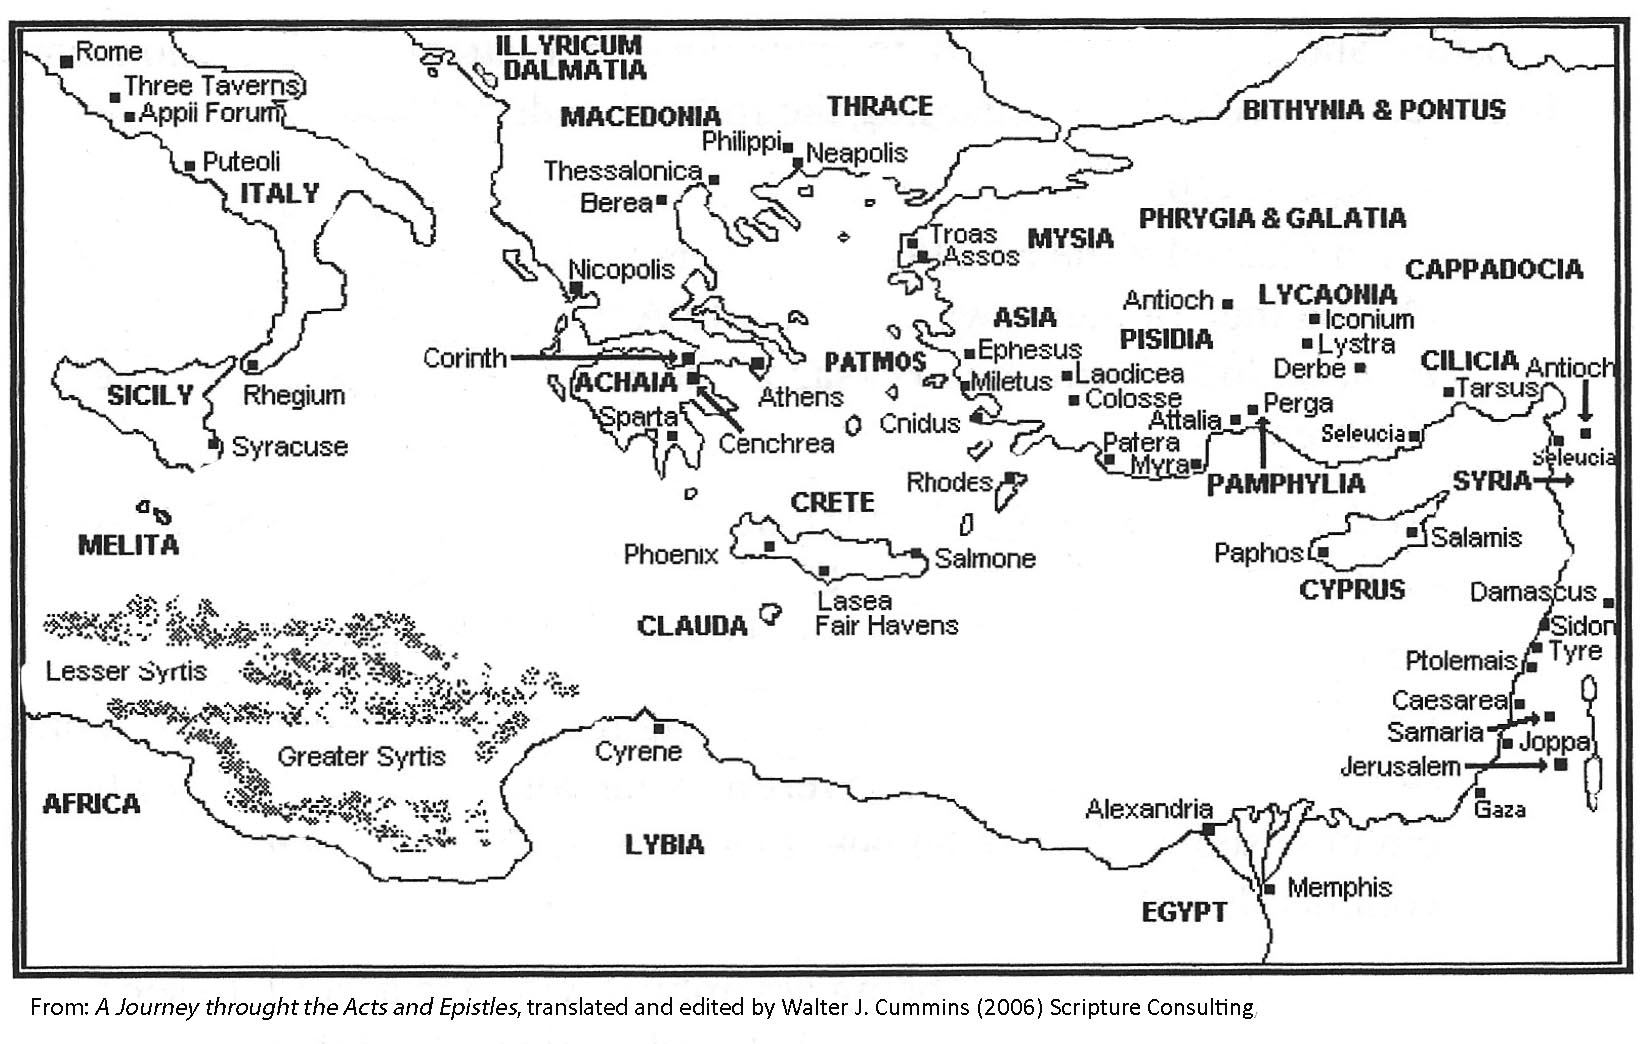 Rome
Three Taverns
Appii Forum
Puteoli
ITALY
ILLYRICUM
DALMATIA
MACEDONIA
THRACE
BITHYNIA & PONTUS
Philippi
Neapolis
Thessalonica
Berea
PHRYGIA & GALATIA
Troas
MYSIA
Assos
Nicopolis
CAPPADOCIA
Antioch
LYCAONIA
ASIA
Iconium
PISIDIA
Lystra
Corinth
Ephesus
PATMOS
CILICIA
Antioch
Derbe
Laodicea
ACHAIA
Miletus
Tarsus
SICILY
Rhegium
Athens
Colosse
Perga
Sparta
Attalia
Cnidus
Cenchrea
Seleucia
Syracuse
Patera
Myra
Seleucia
Rhodes
PAMPHYLIA
SYRIA
CRETE
MELITA
Phoenix
Salmone
Salamis
Paphos
CYPRUS
Damascus
Lasea
Fair Havens
CLAUDA
Sidon
Tyre
Ptolemais
Lesser Syrtis
Caesarea
Samaria
Joppa
Cyrene
Greater Syrtis
Jerusalem
AFRICA
Alexandria
Gaza
LYBIA
Memphis
EGYPT
From: A Journey throught the Acts and Epistles, translated and edited by Walter J. Cummins (2006) Scripture Consulting,